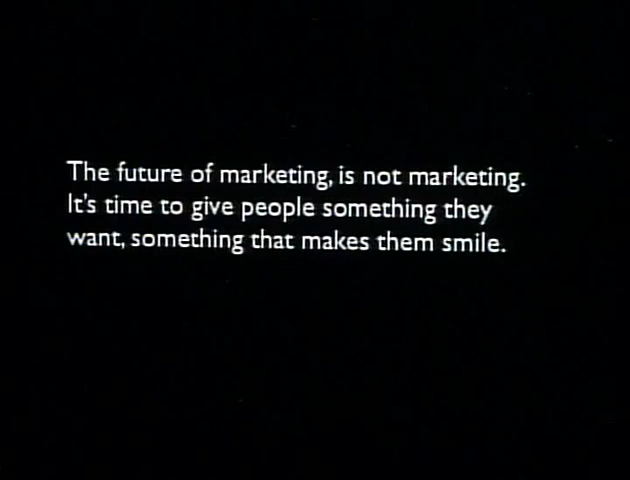 The future of marketing, is not marketing.
It's time to give people something they
want, something that makes them smile.